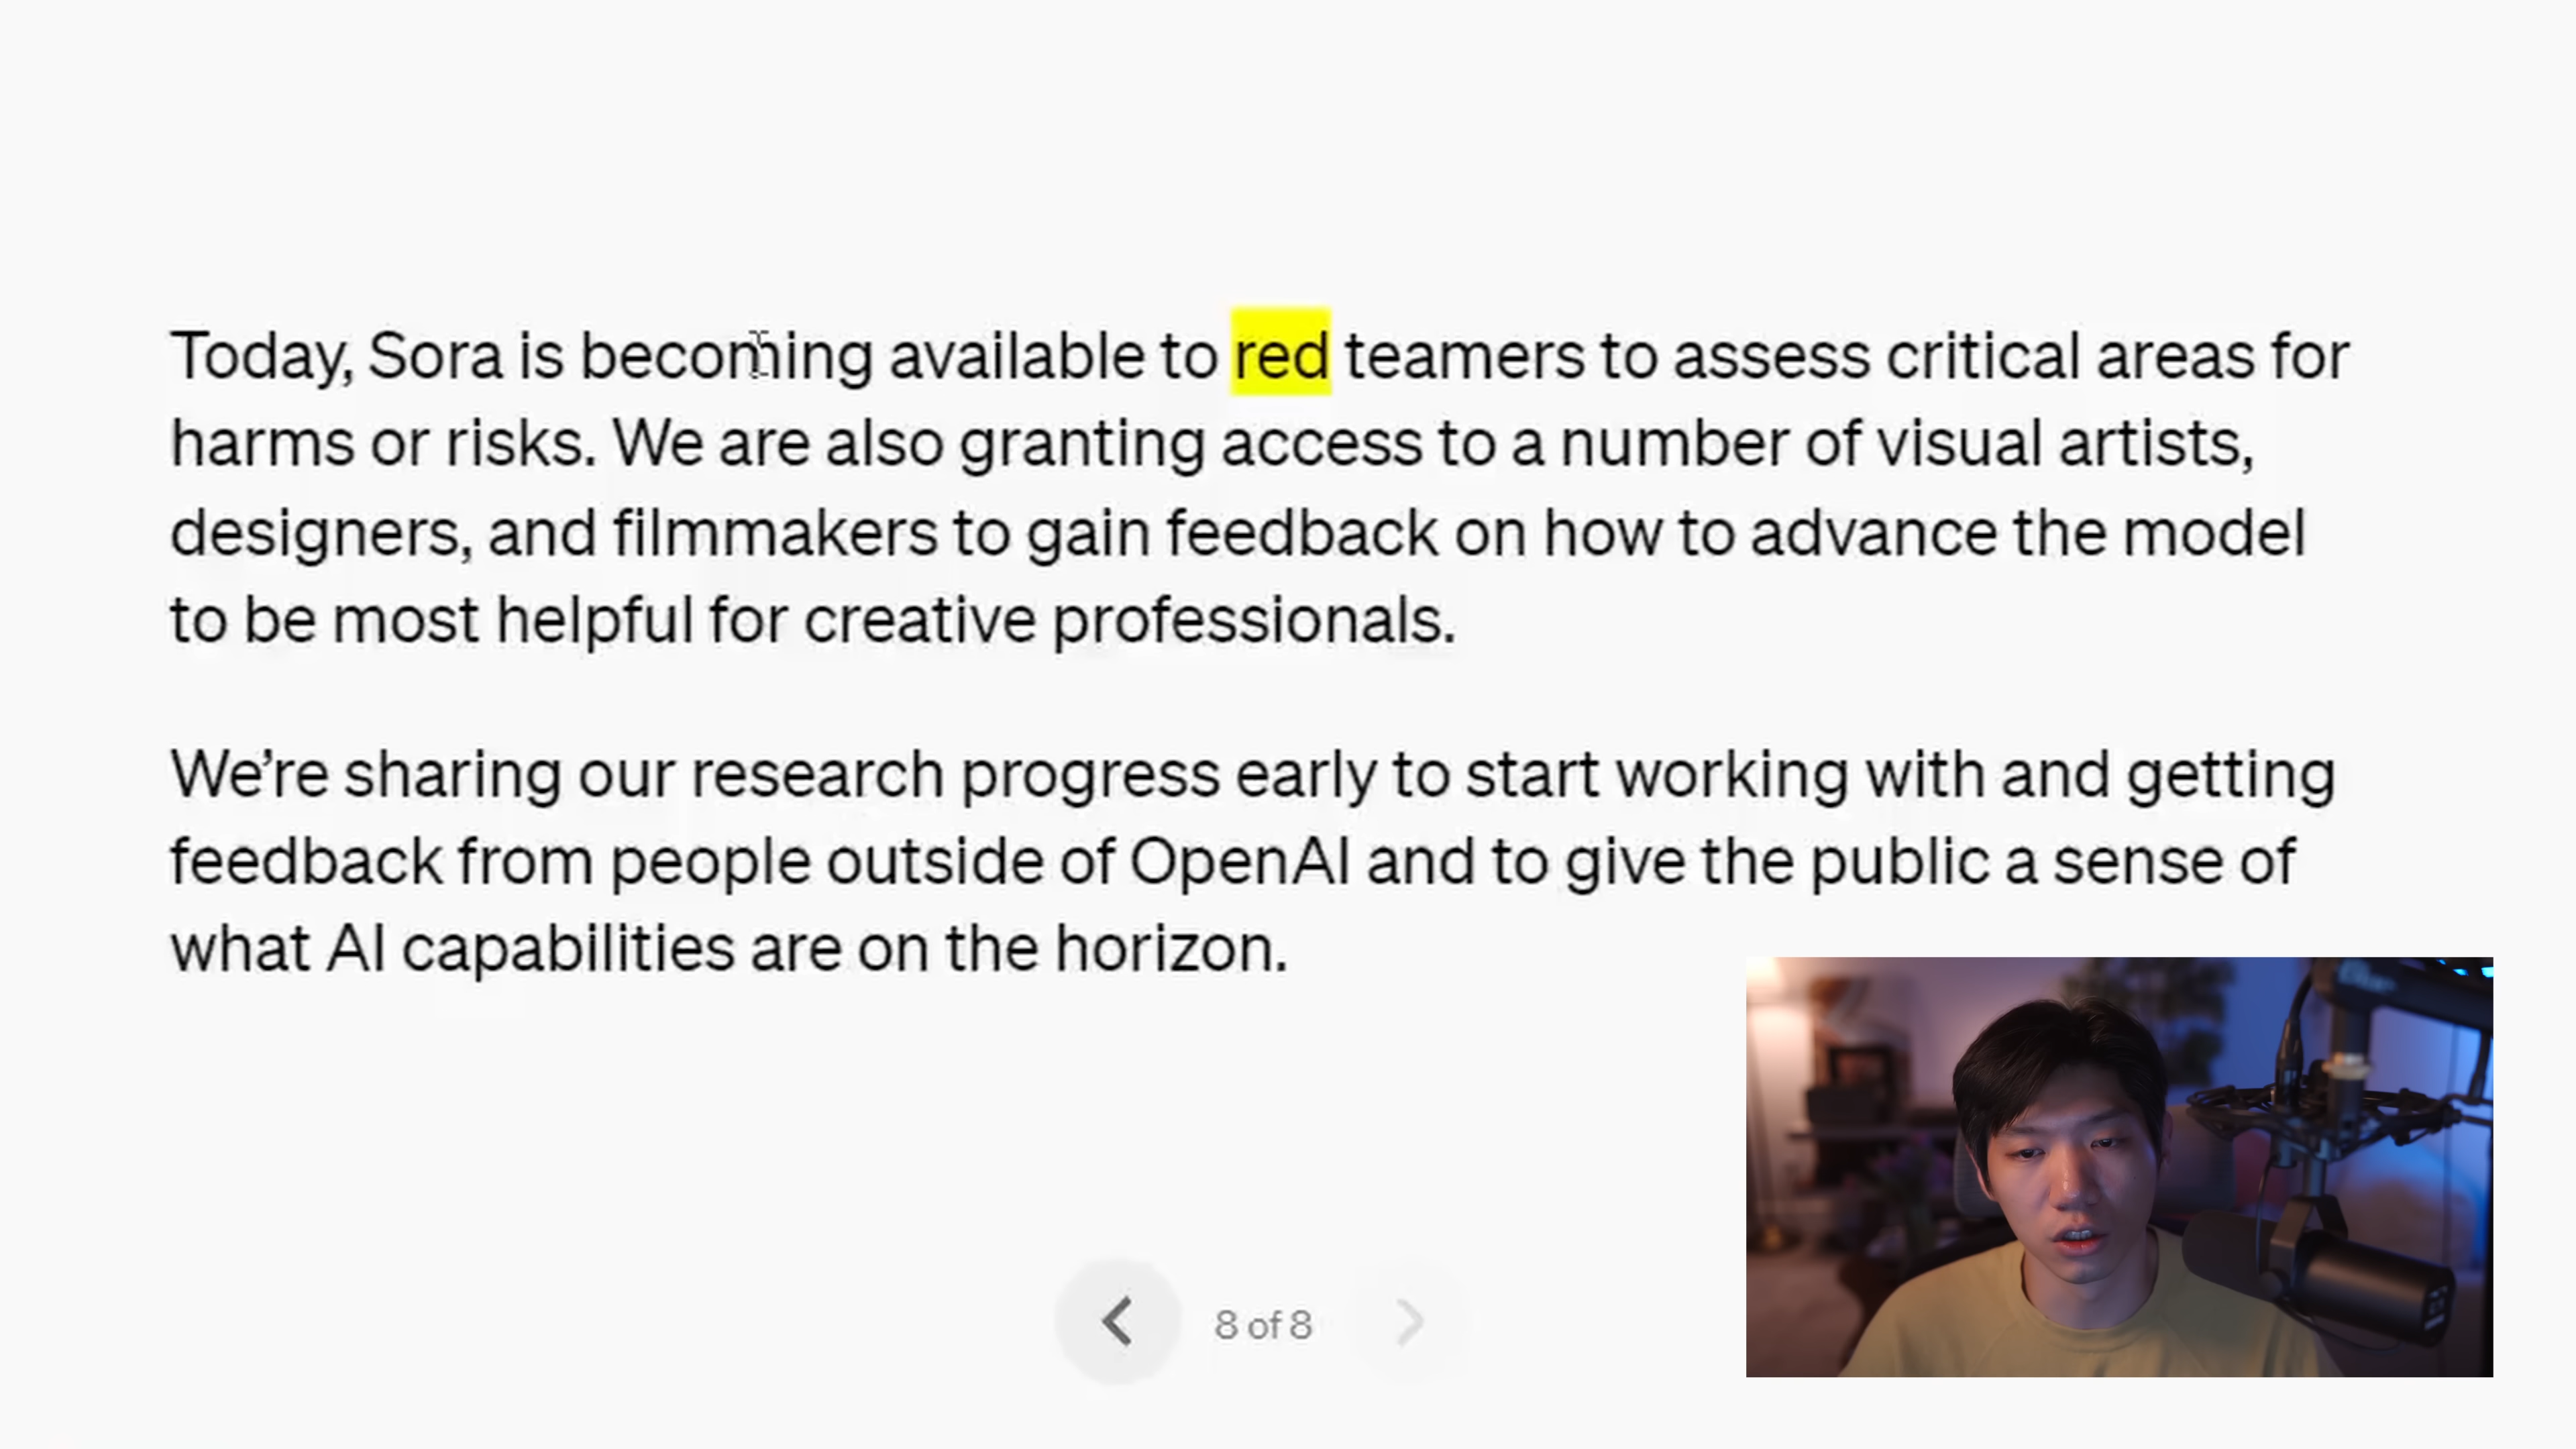 Today, Sora is becoming available to red teamers to assess critical areas for
harms or risks. We are also granting access to a number of visual artists,
designers, and filmmakers to gain feedback on how to advance the model
to be most helpful for creative professionals.
We’re sharing our research progress early to start working with and getting
feedback from people outside of OpenAI and to give the public a sense of
what AI capabilities are on the horizon.
8 of 8